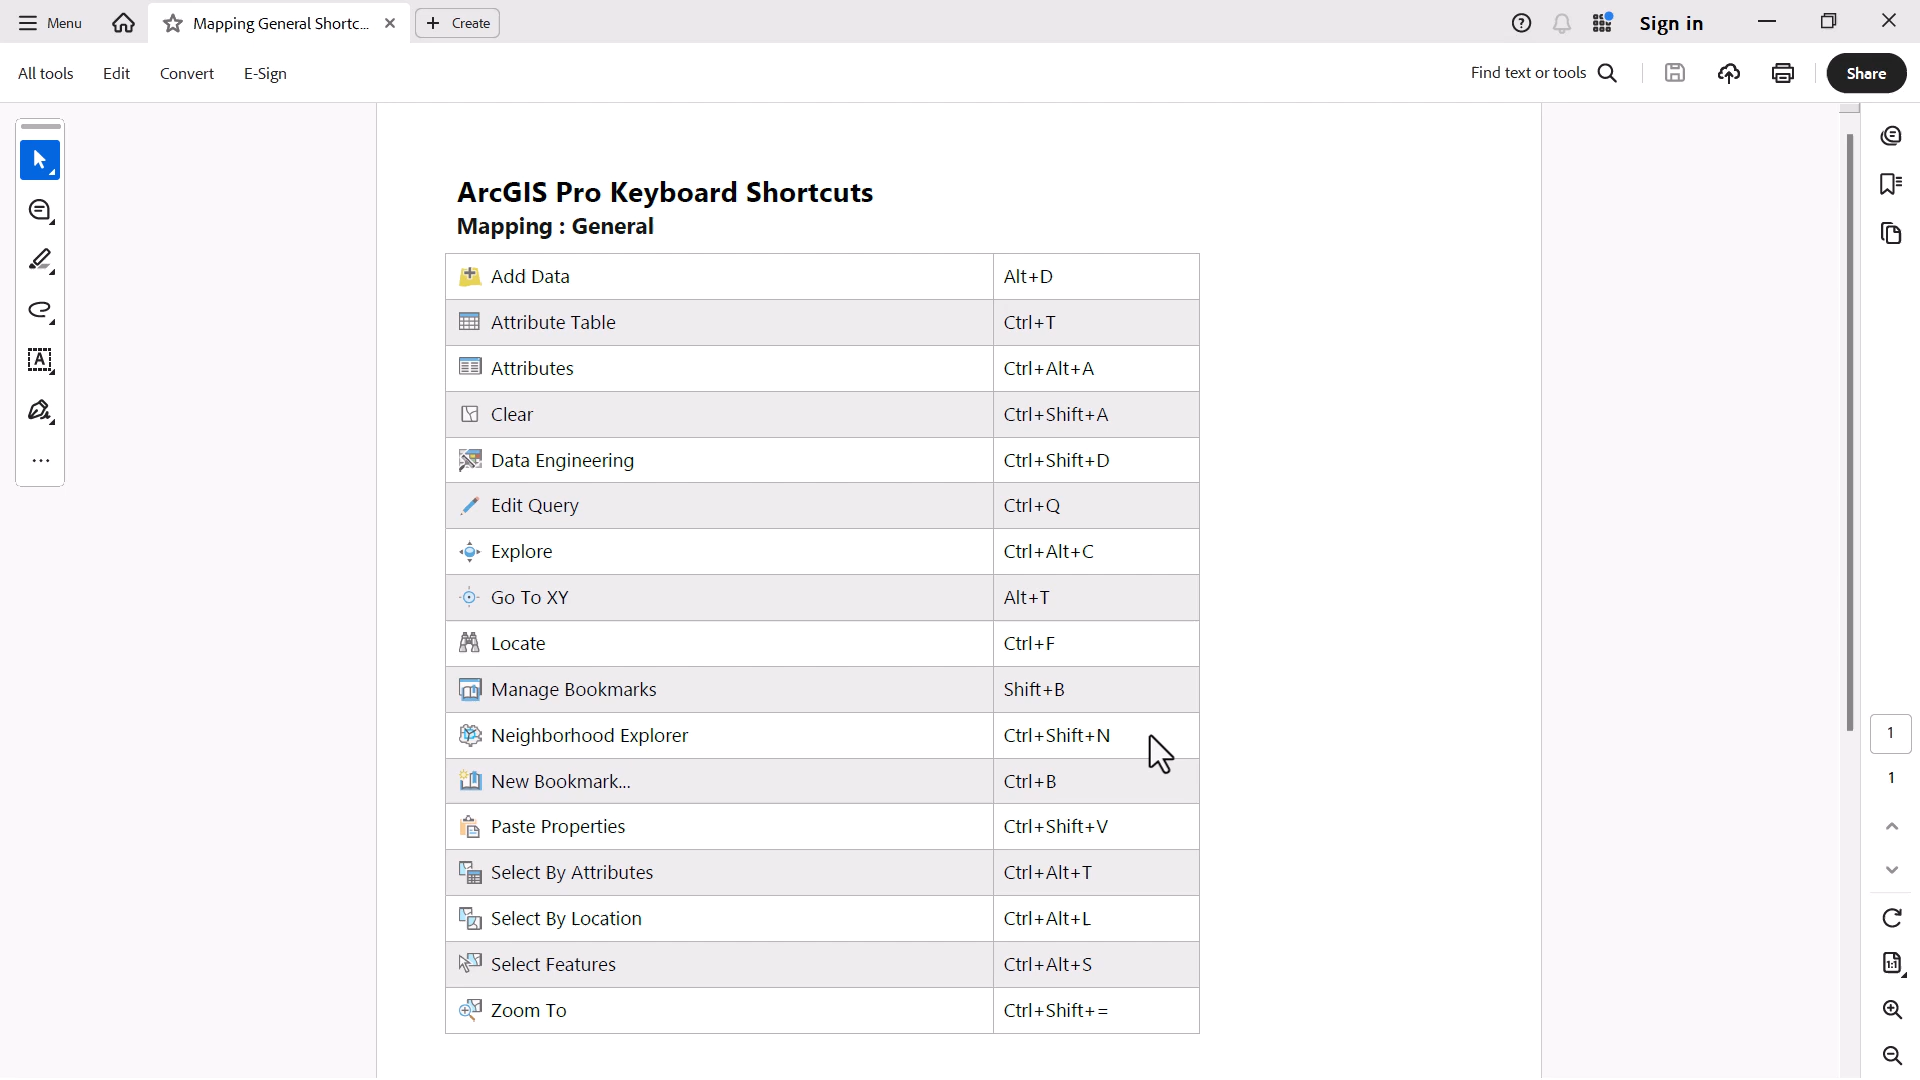 Menu
Mapping General Shortc...
Create
Sign in
All tools
Edit
Convert
E-Sign
Find text or tools
Share
ArcGIS Pro Keyboard Shortcuts
Mapping : General
Add Data Alt+D
Attribute Table Ctrl+T
Attributes Ctrl+Alt+A
Clear Ctrl+Shift+A
Data Engineering Ctrl+Shift+D
Edit Query Ctrl+Q
Explore Ctrl+Alt+C
Go To XY Alt+T
Locate Ctrl+F
Manage Bookmarks Shift+B
Neighborhood Explorer Ctrl+Shift+N
New Bookmark... Ctrl+B
Paste Properties Ctrl+Shift+V
Select By Attributes Ctrl+Alt+T
Select By Location Ctrl+Alt+L
Select Features Ctrl+Alt+S
Zoom To Ctrl+Shift+=
1
1